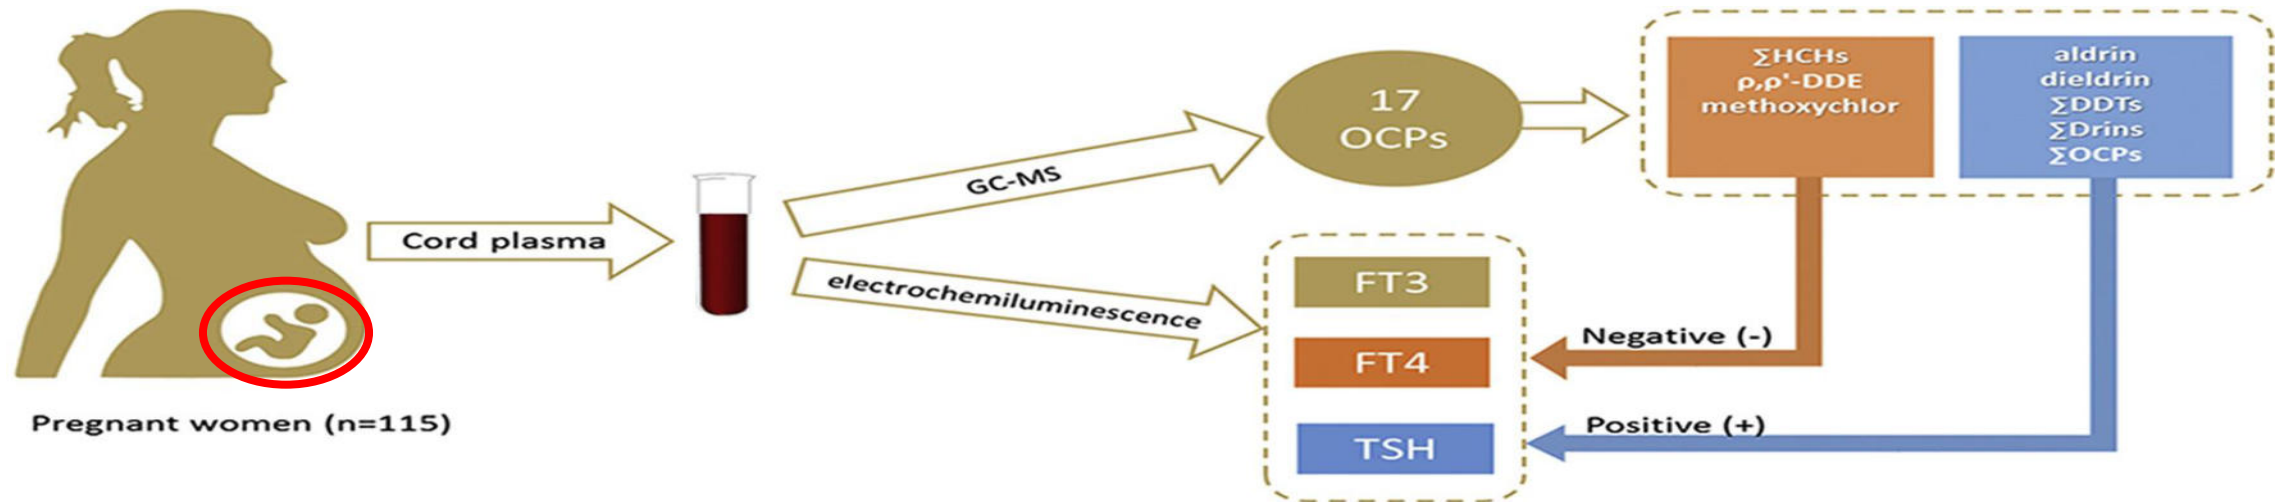 Pregnant women (n=115)
Cord plasma
GC-MS
electrochemiluminescence
17
OCPs
∑HCHs
ρ,ρ'-DDE
methoxychlor
aldrin
dieldrin
∑DDTs
∑Drins
∑OCPs
FT3
FT4
TSH
Negative (-)
Positive (+)